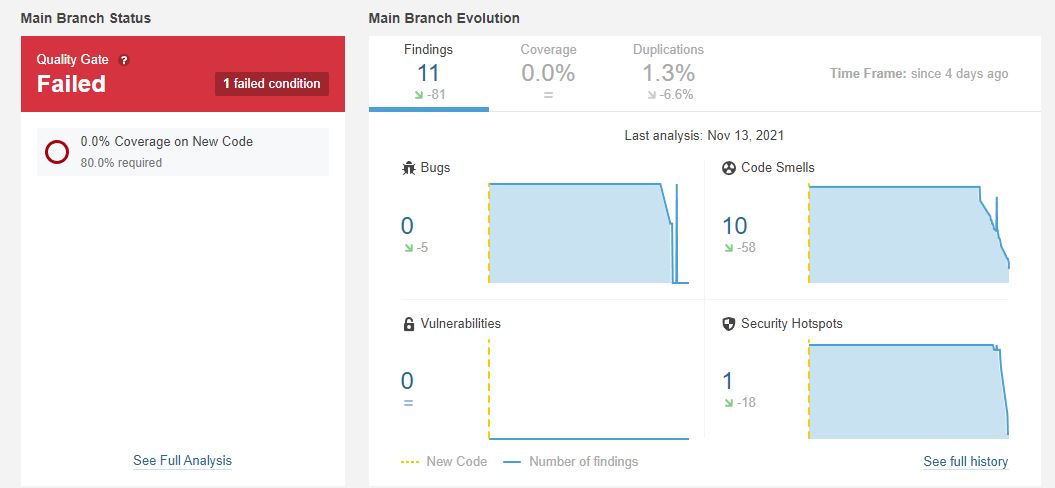 Main Branch Status
Quality Gate ?
Failed
1 failed condition
0.0% Coverage on New Code
80.0% required
See Full Analysis
Main Branch Evolution
Findings
11
-81
Coverage
0.0%
=
Duplications
1.3%
-6.6%
Time Frame: since 4 days ago
Last analysis: Nov 13, 2021
Bugs
0
-5
Code Smells
10
-58
Vulnerabilities
0
=
Security Hotspots
1
-18
New Code
Number of findings
See full history